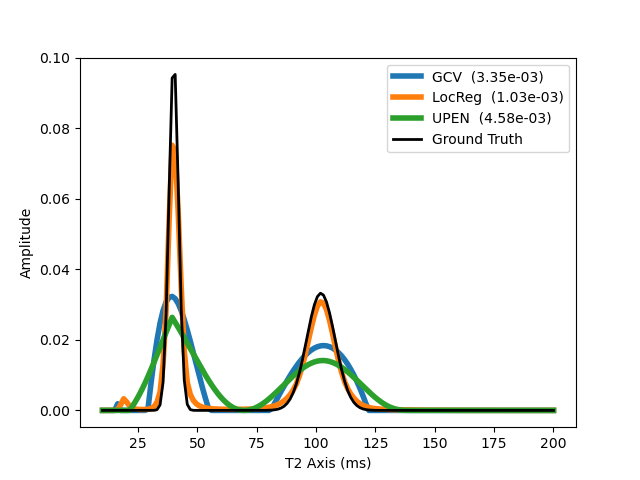 0.10
0.08
0.06
0.04
0.02
0.00
Amplitude
GCV (3.35e-03)
LocReg (1.03e-03)
UPEN (4.58e-03)
Ground Truth
25 50 75 100 125 150 175 200
T2 Axis (ms)